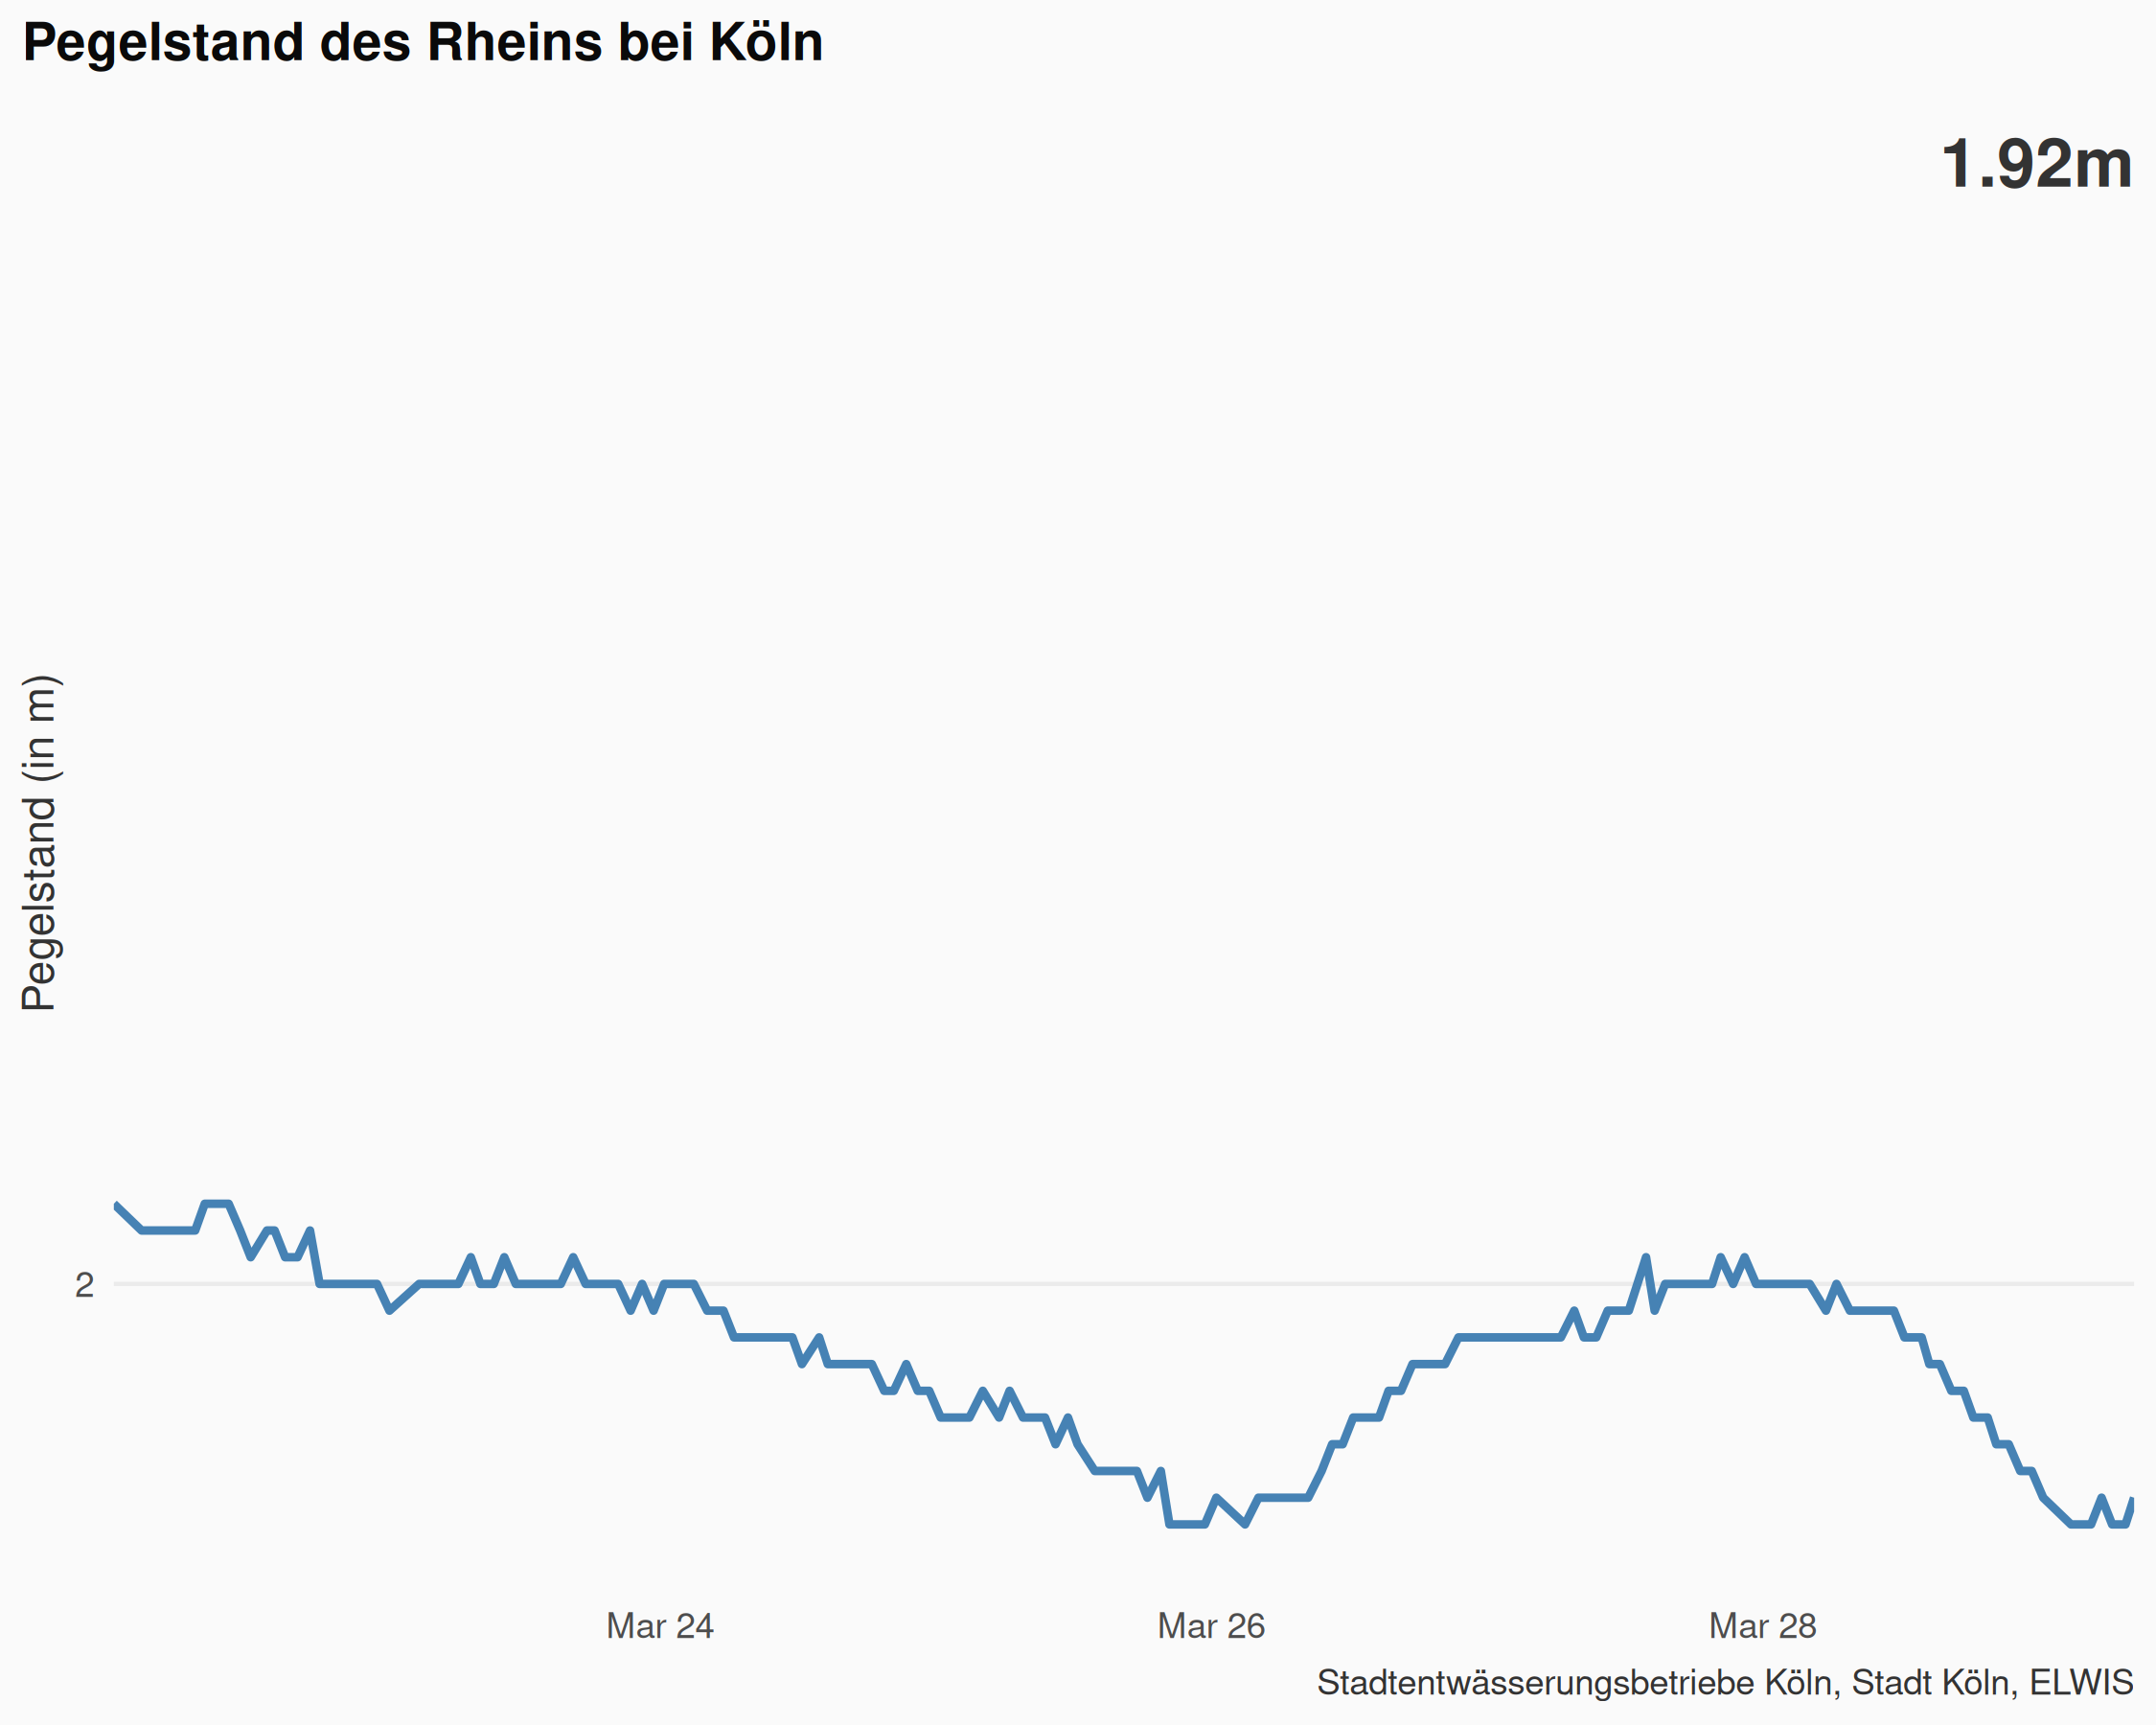 Pegelstand des Rheins bei Köln
1.92m
Pegelstand (in m)
2
Mar 24
Mar 26
Mar 28
Stadtentwässerungsbetriebe Köln, Stadt Köln, ELWIS